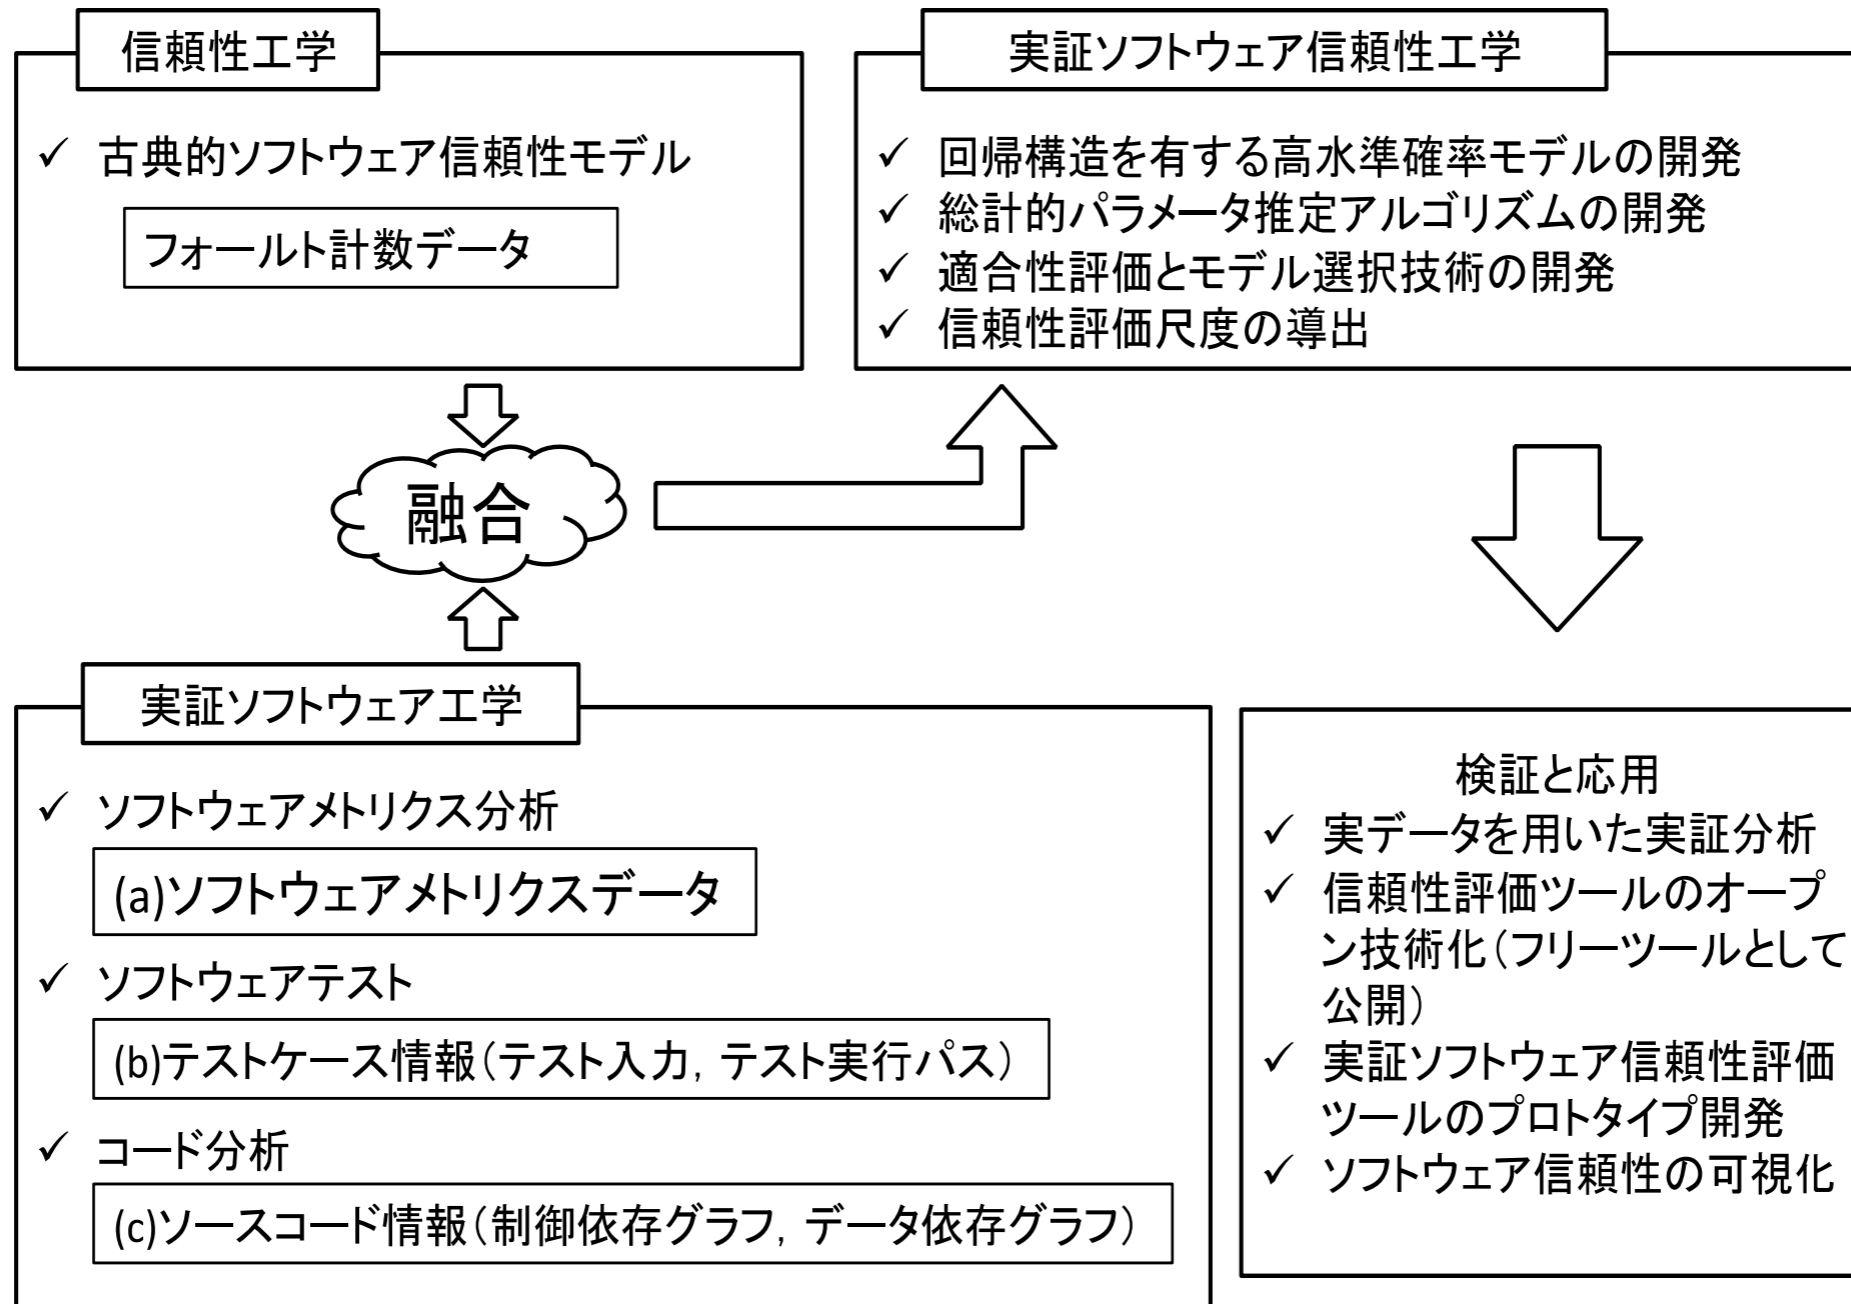 信頼性工学
✓ 古典的ソフトウェア信頼性モデル
フォールト計数データ
実証ソフトウェア信頼性工学
✓ 回帰構造を有する高水準確率モデルの開発
✓ 総計的パラメータ推定アルゴリズムの開発
✓ 適合性評価とモデル選択技術の開発
✓ 信頼性評価尺度の導出
融合
実証ソフトウェア工学
✓ ソフトウェアメトリクス分析
(a)ソフトウェアメトリクスデータ
✓ ソフトウェアテスト
(b)テストケース情報（テスト入力, テスト実行パス）
✓ コード分析
(c)ソースコード情報（制御依存グラフ, データ依存グラフ）
検証と応用
✓ 実データを用いた実証分析
✓ 信頼性評価ツールのオープ
ン技術化（フリーツールとして
公開）
✓ 実証ソフトウェア信頼性評価
ツールのプロトタイプ開発
✓ ソフトウェア信頼性の可視化